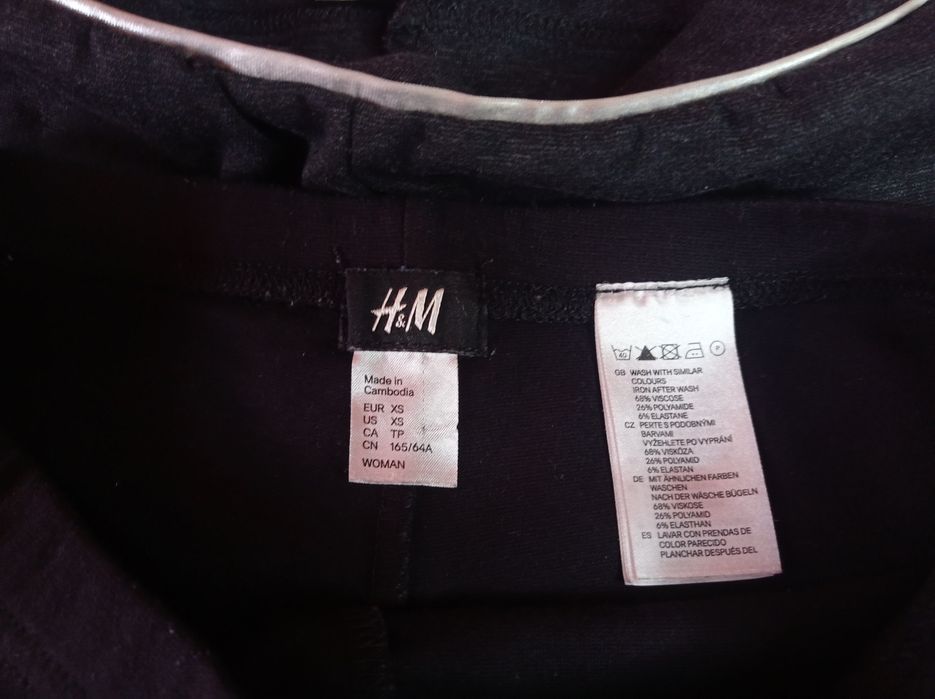 H&M
Made in
Cambodia
EUR XS
US XS
CA TP
CN 165/64A
WOMAN
40 P
GB WASH WITH SIMILAR
COLOURS
IRON AFTER WASH
68% VISCOSE
26% POLYAMIDE
6% ELASTANE
CZ PERTE S PODOBNÝMI
BARVAMI
VYŽEHLETE PO VYPRÁNÍ
68% VISKÓZA
26% POLYAMID
6% ELASTAN
DE MIT ÄHNLICHEN FARBEN
WASCHEN
NACH DER WÄSCHE BÜGELN
68% VISKOSE
26% POLYAMID
6% ELASTHAN
ES LAVAR CON PRENDAS DE
COLOR PARECIDO
PLANCHAR DESPUÉS DEL